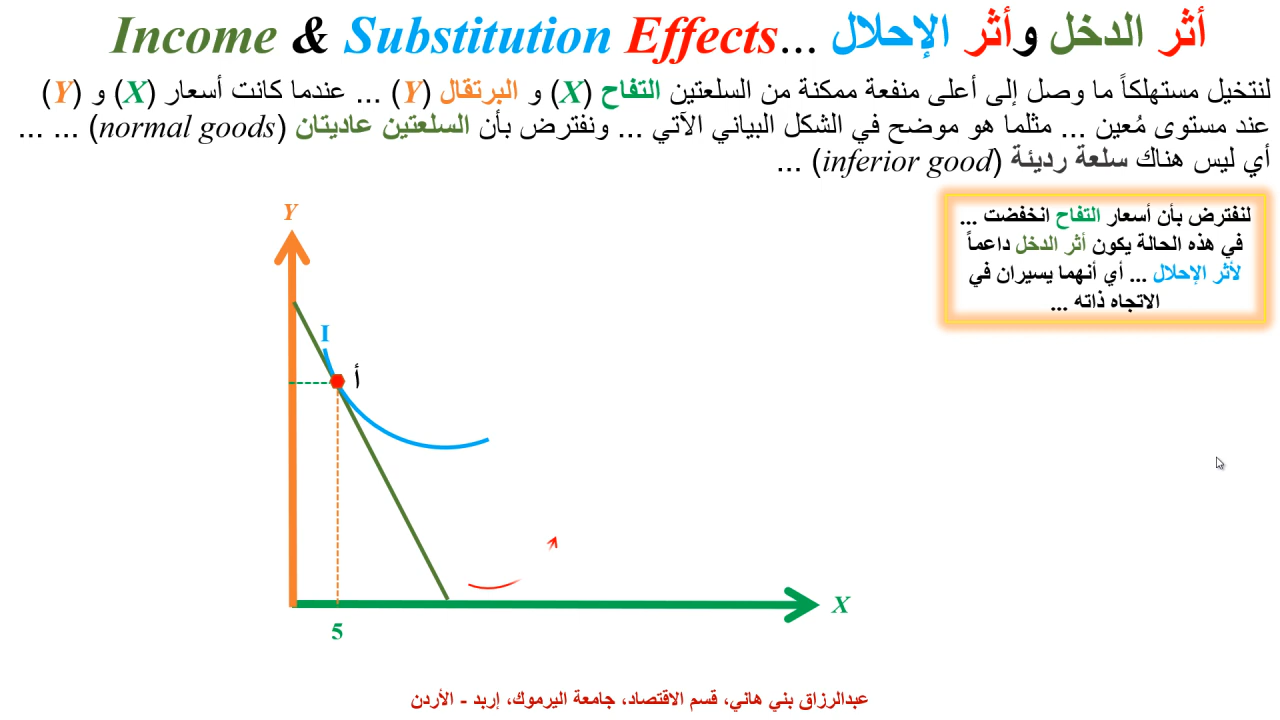 أثر الدخل وأثر الإحلال ...Income & Substitution Effects
لنتخيل مستهلكاً ما وصل إلى أعلى منفعة ممكنة من السلعتين التفاح (X) و البرتقال (Y) ... عندما كانت أسعار (X) و (Y)
عند مستوى مُعين ... مثلما هو موضح في الشكل البياني الآتي ... ونفترض بأن السلعتين عاديتان (normal goods) ... ...
أي ليس هناك سلعة رديئة (inferior good) ...
لنفترض بأن أسعار التفاح انخفضت ...
في هذه الحالة يكون أثر الدخل داعماً
لأثر الإحلال ... أي أنهما يسيران في
الاتجاه ذاته ...
Y
I
أ
X
5
عبدالرزاق بني هاني، قسم الاقتصاد، جامعة اليرموك، إربد - الأردن